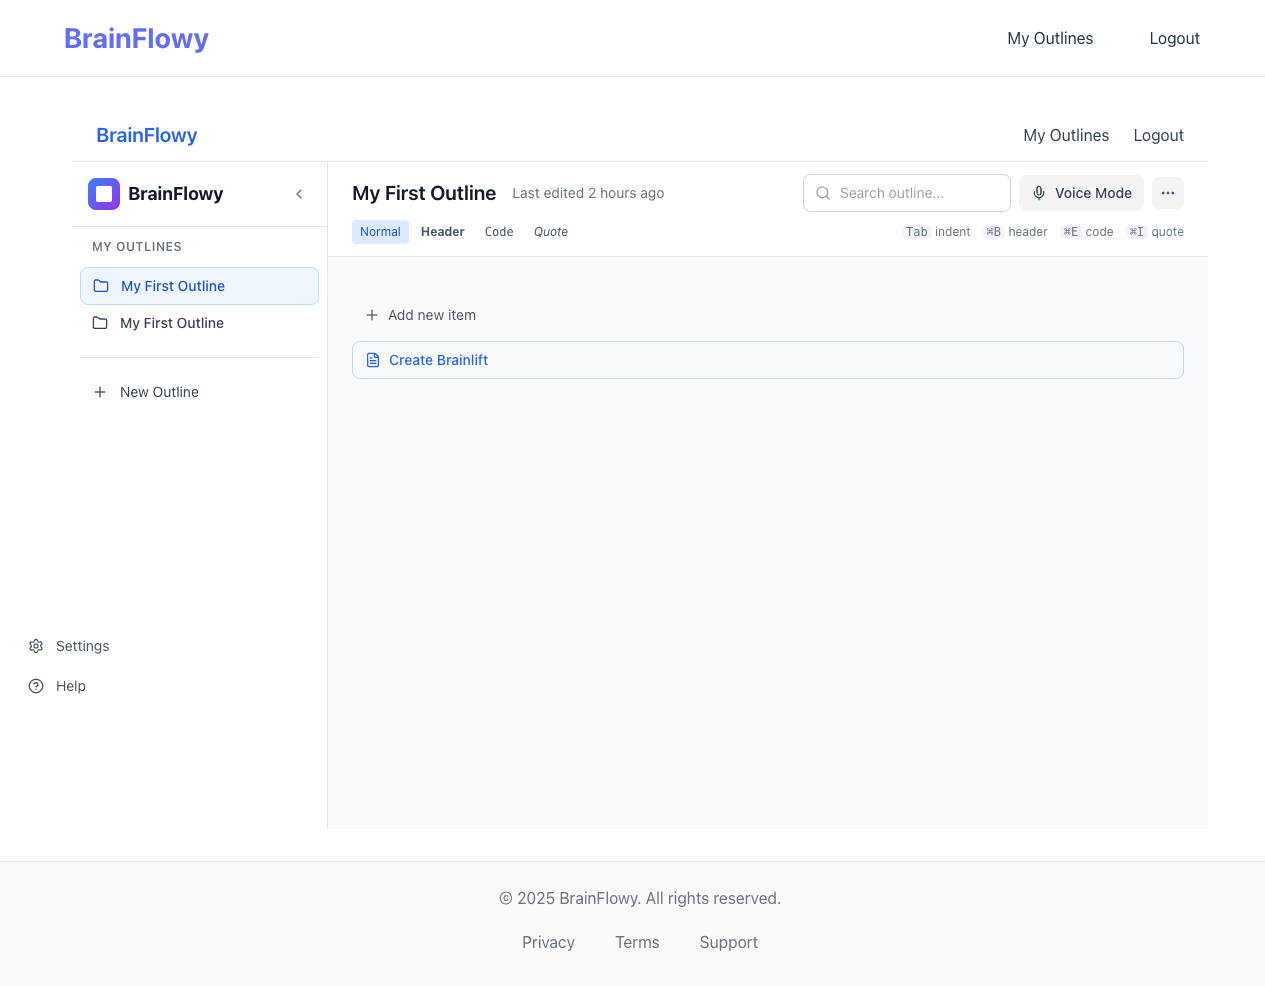 BrainFlowy
My Outlines Logout
BrainFlowy
My Outlines Logout
BrainFlowy
MY OUTLINES
My First Outline
My First Outline
New Outline
Settings
Help
My First Outline Last edited 2 hours ago Search outline... Voice Mode
Normal Header Code Quote Tab indent ⌘B header ⌘E code ⌘I quote
Add new item
Create Brainlift
© 2025 BrainFlowy. All rights reserved.
Privacy Terms Support